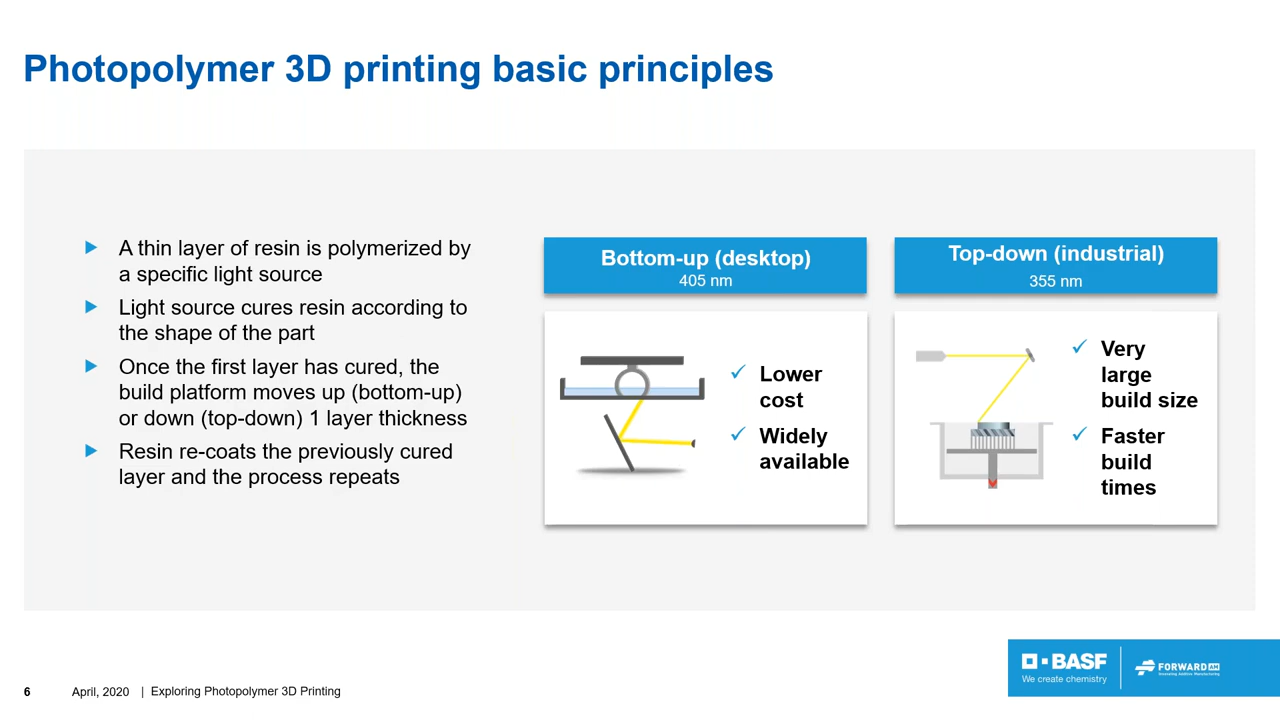 Photopolymer 3D printing basic principles
A thin layer of resin is polymerized by
a specific light source
Light source cures resin according to
the shape of the part
Once the first layer has cured, the
build platform moves up (bottom-up)
or down (top-down) 1 layer thickness
Resin re-coats the previously cured
layer and the process repeats
Bottom-up (desktop)
405 nm
Lower
cost
Widely
available
Top-down (industrial)
355 nm
Very
large
build size
Faster
build
times
6 April, 2020 | Exploring Photopolymer 3D Printing
BASF
We create chemistry
FORWARD AM
Innovating Additive Manufacturing